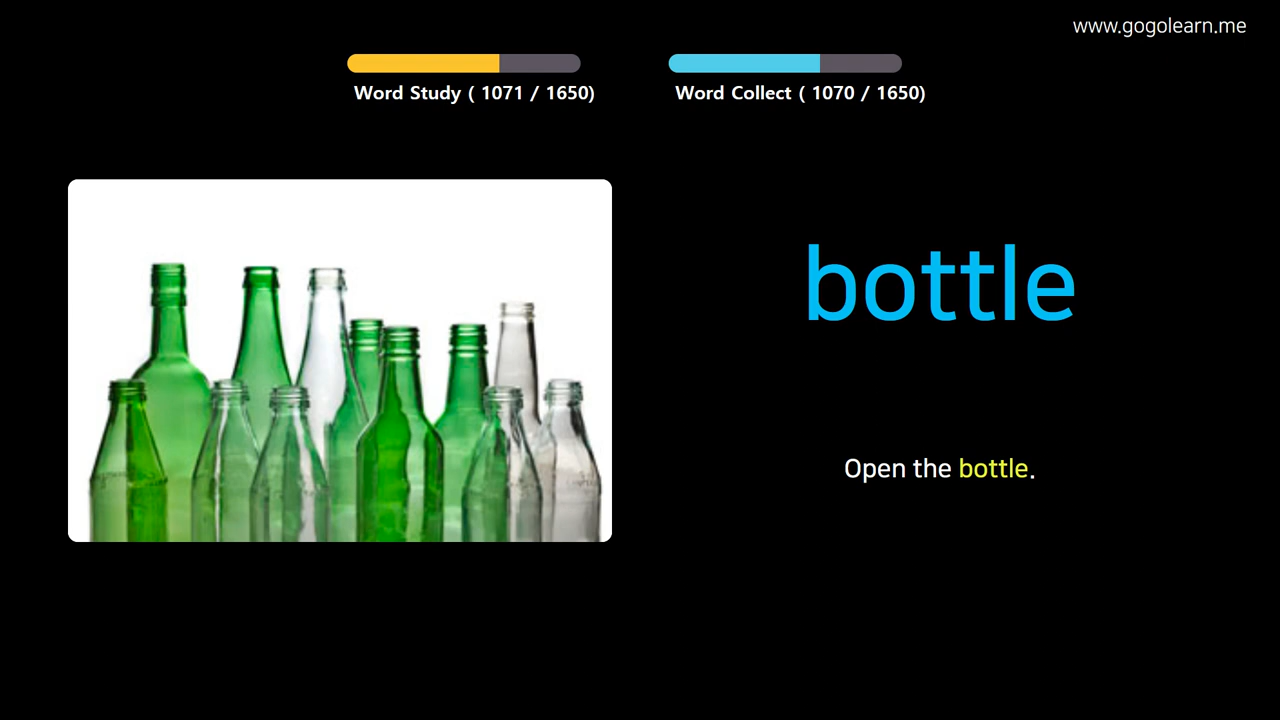 www.gogolearn.me
Word Study ( 1071 / 1650)
Word Collect ( 1070 / 1650)
bottle
Open the bottle.